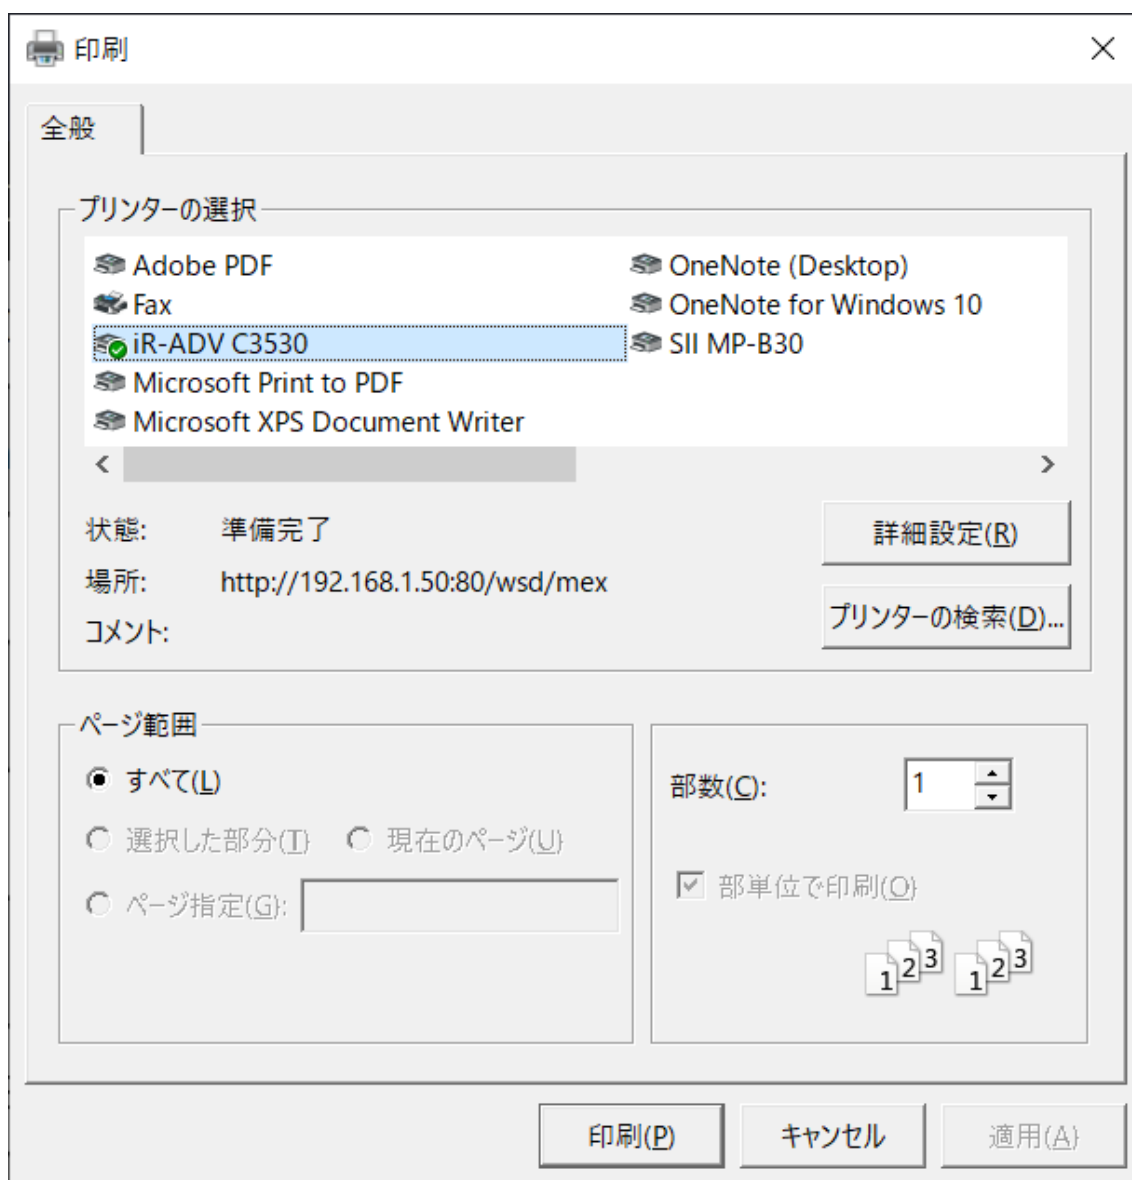 印刷
全般
プリンターの選択
Adobe PDF
Fax
iR-ADV C3530
Microsoft Print to PDF
Microsoft XPS Document Writer
OneNote (Desktop)
OneNote for Windows 10
SII MP-B30
状態: 準備完了
詳細設定(R)
場所: http://192.168.1.50:80/wsd/mex
プリンターの検索(D)...
コメント:
ページ範囲
すべて(L)
選択した部分(T) 現在のページ(U)
ページ指定(G):
部数(C): 1
部単位で印刷(O)
1 2 3 1 2 3
印刷(P) キャンセル 適用(A)